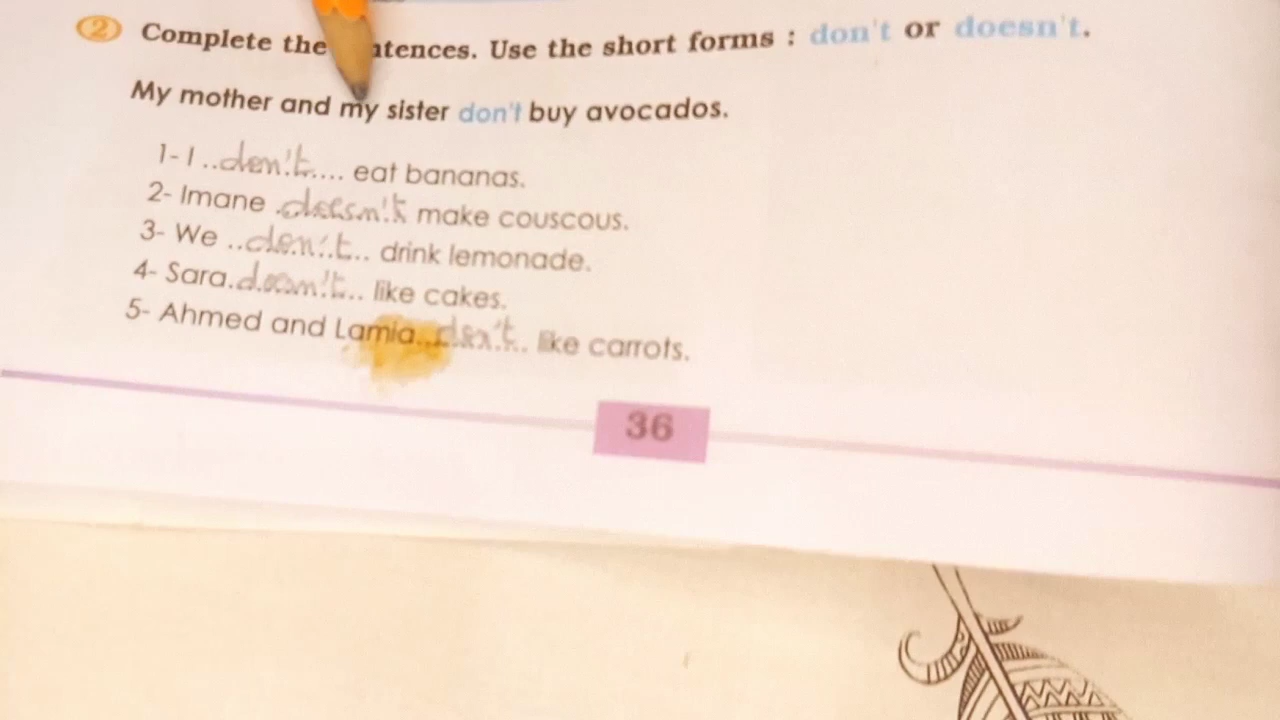 2 Complete the tences. Use the short forms : don't or doesn't.
My mother and my sister don't buy avocados.
1- I ..don't.... eat bananas.
2- Imane .doesn't make couscous.
3- We ..don't.. drink lemonade.
4- Sara.doesn't.. like cakes.
5- Ahmed and Lamia...don't.. like carrots.
36